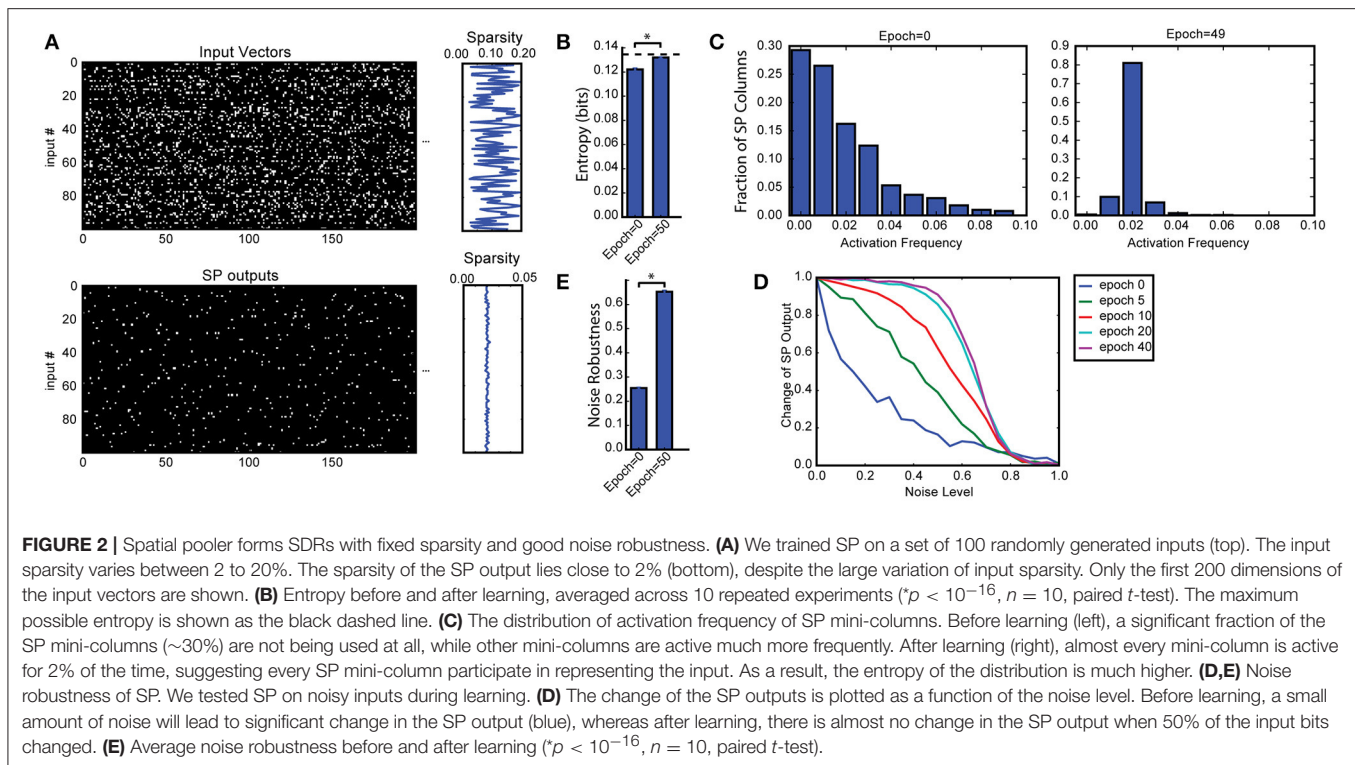 A
Input Vectors
Sparsity
0.00 0.10 0.20
0
20
40
60
80
input #
0 50 100 150
...
SP outputs
Sparsity
0.00 0.05
0
20
40
60
80
input #
0 50 100 150
...
B
*
0.14
0.12
0.10
0.08
0.06
0.04
0.02
0.00
Entropy (bits)
Epoch=0
Epoch=50
C
Epoch=0
0.30
0.25
0.20
0.15
0.10
0.05
0.00
Fraction of SP Columns
0.00 0.02 0.04 0.06 0.08 0.10
Activation Frequency
Epoch=49
0.9
0.8
0.7
0.6
0.5
0.4
0.3
0.2
0.1
0.0
0.00 0.02 0.04 0.06 0.08 0.10
Activation Frequency
E
*
0.6
0.5
0.4
0.3
0.2
0.1
0.0
Noise Robustness
Epoch=0
Epoch=50
D
1.0
0.8
0.6
0.4
0.2
0.0
Change of SP Output
0.0 0.2 0.4 0.6 0.8 1.0
Noise Level
epoch 0
epoch 5
epoch 10
epoch 20
epoch 40
FIGURE 2 | Spatial pooler forms SDRs with fixed sparsity and good noise robustness. (A) We trained SP on a set of 100 randomly generated inputs (top). The input
sparsity varies between 2 to 20%. The sparsity of the SP output lies close to 2% (bottom), despite the large variation of input sparsity. Only the first 200 dimensions of
the input vectors are shown. (B) Entropy before and after learning, averaged across 10 repeated experiments (*p < 10−16, n = 10, paired t-test). The maximum
possible entropy is shown as the black dashed line. (C) The distribution of activation frequency of SP mini-columns. Before learning (left), a significant fraction of the
SP mini-columns (∼30%) are not being used at all, while other mini-columns are active much more frequently. After learning (right), almost every mini-column is active
for 2% of the time, suggesting every SP mini-column participate in representing the input. As a result, the entropy of the distribution is much higher. (D,E) Noise
robustness of SP. We tested SP on noisy inputs during learning. (D) The change of the SP outputs is plotted as a function of the noise level. Before learning, a small
amount of noise will lead to significant change in the SP output (blue), whereas after learning, there is almost no change in the SP output when 50% of the input bits
changed. (E) Average noise robustness before and after learning (*p < 10−16, n = 10, paired t-test).